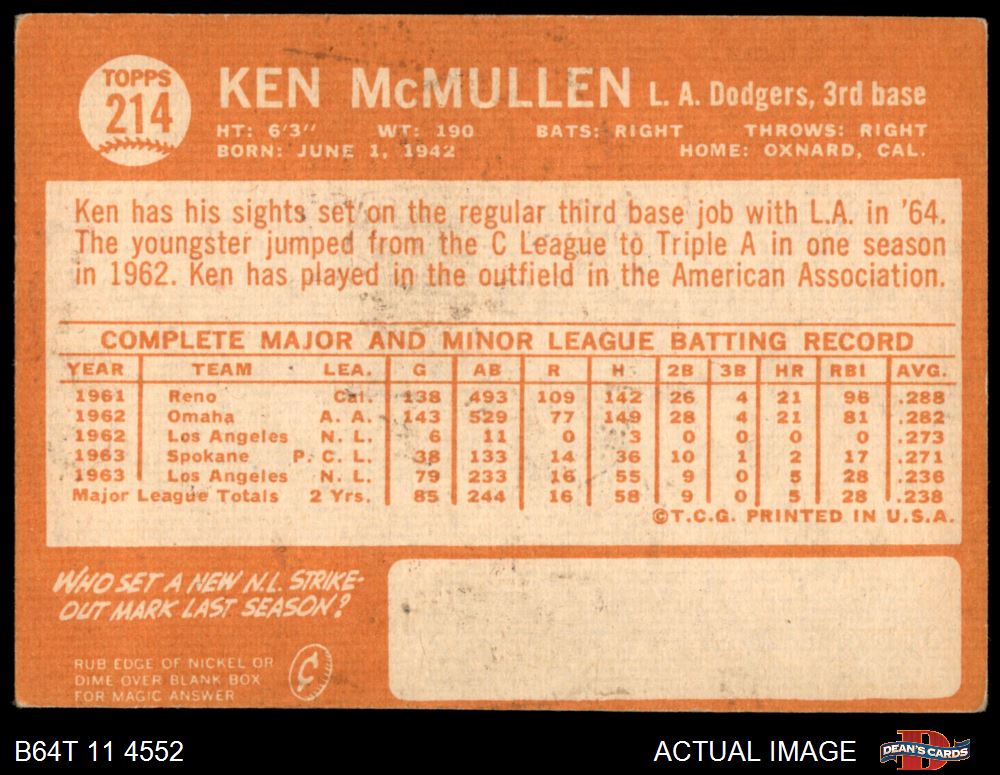 TOPPS
214
KEN McMULLEN L. A. Dodgers, 3rd base
HT: 6'3" WT: 190 BATS: RIGHT THROWS: RIGHT
BORN: JUNE 1, 1942 HOME: OXNARD, CAL.
Ken has his sights set on the regular third base job with L.A. in '64.
The youngster jumped from the C League to Triple A in one season
in 1962. Ken has played in the outfield in the American Association.
COMPLETE MAJOR AND MINOR LEAGUE BATTING RECORD
YEAR TEAM LEA. G AB R H 2B 3B HR RBI AVG.
1961 Reno Cal. 138 493 109 142 26 4 21 96 .288
1962 Omaha A. A. 143 529 77 149 28 4 21 81 .282
1962 Los Angeles N. L. 6 11 0 3 0 0 0 0 .273
1963 Spokane P. C. L. 38 133 14 36 10 1 2 17 .271
1963 Los Angeles N. L. 79 233 16 55 9 0 5 28 .236
Major League Totals 2 Yrs. 85 244 16 58 9 0 5 28 .238
©T.C.G. PRINTED IN U.S.A.
WHO SET A NEW N.L. STRIKE-
OUT MARK LAST SEASON?
RUB EDGE OF NICKEL OR
DIME OVER BLANK BOX
FOR MAGIC ANSWER
B64T 11 4552 ACTUAL IMAGE DEAN'S CARDS